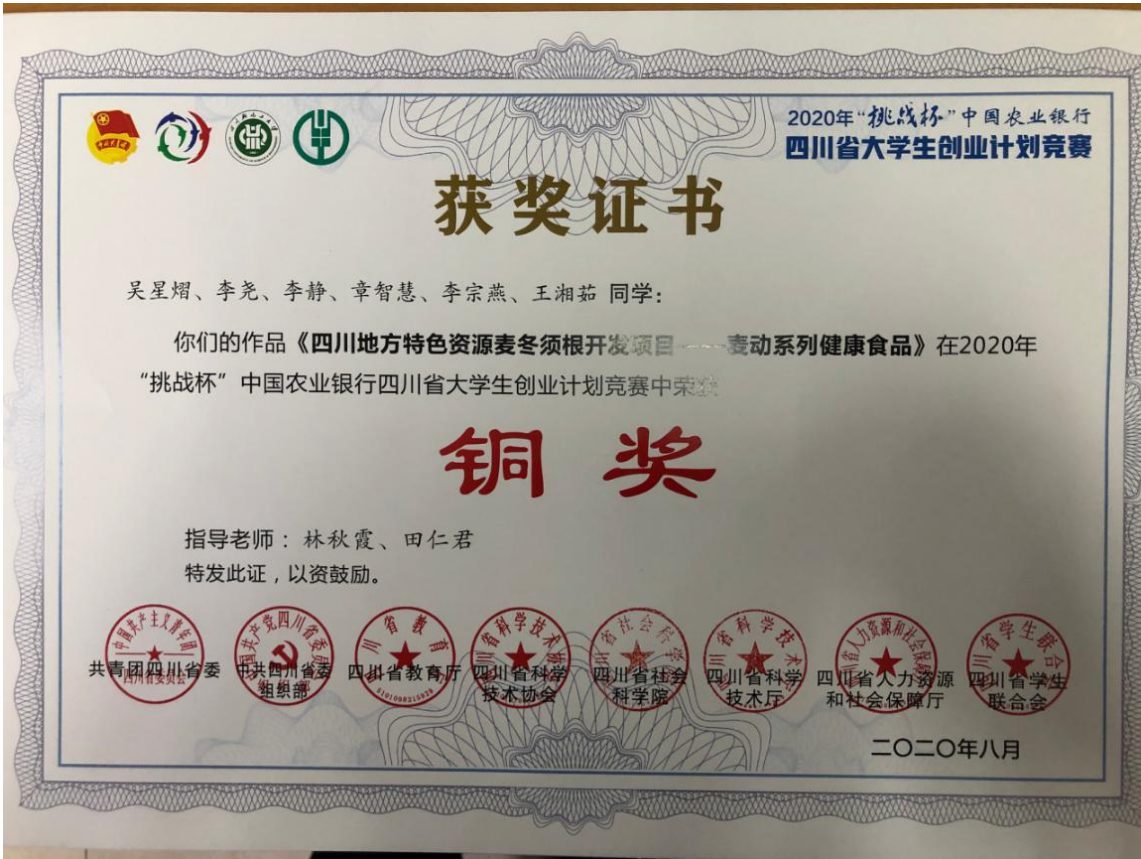 2020年“挑战杯”中国农业银行
四川省大学生创业计划竞赛
获奖证书
吴星熠、李尧、李静、章智慧、李宗燕、王湘茹 同学：
你们的作品《四川地方特色资源麦冬须根开发项目——麦动系列健康食品》在2020年
“挑战杯”中国农业银行四川省大学生创业计划竞赛中荣获
铜奖
指导老师：林秋霞、田仁君
特发此证，以资鼓励。
共青团四川省委
中共四川省委
组织部
四川省教育厅
四川省科学
技术协会
四川省社会
科学院
四川省科学
技术厅
四川省人力资源
和社会保障厅
四川省学生
联合会
二〇二〇年八月